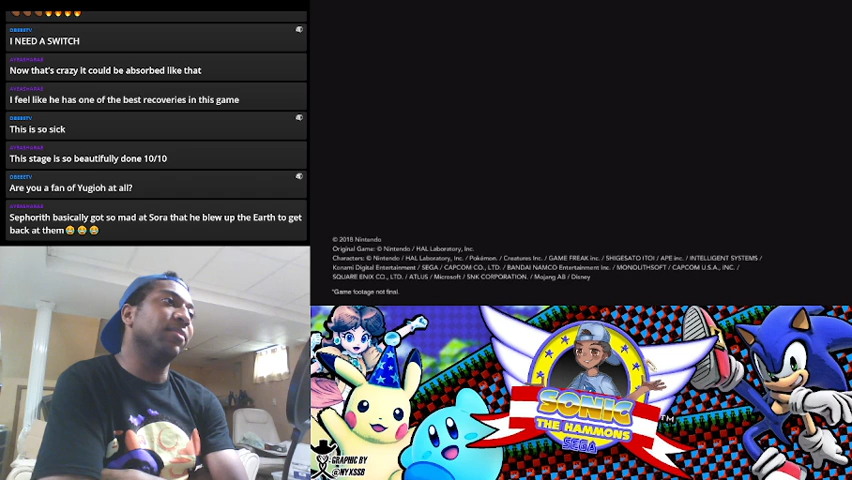 DBEEETV
I NEED A SWITCH
Now that's crazy it could be absorbed like that
I feel like he has one of the best recoveries in this game
DBEEETV
This is so sick
This stage is so beautifully done 10/10
DBEEETV
Are you a fan of Yugioh at all?
Sephorith basically got so mad at Sora that he blew up the Earth to get
back at them😂 😂 😂
© 2018 Nintendo
Original Game: © Nintendo / HAL Laboratory, Inc.
Characters: © Nintendo / HAL Laboratory, Inc. / Pokémon. / Creatures Inc. / GAME FREAK inc. / SHIGESATO ITOI / APE inc. / INTELLIGENT SYSTEMS /
Konami Digital Entertainment / SEGA / CAPCOM CO., LTD. / BANDAI NAMCO Entertainment Inc. / MONOLITHSOFT / CAPCOM U.S.A., INC. /
SQUARE ENIX CO., LTD. / ATLUS / Microsoft / SNK CORPORATION. / Mojang AB / Disney
*Game footage not final.
SONIC
THE HAMMONS
SEGA
TM
GRAPHIC BY
@NYKSSB